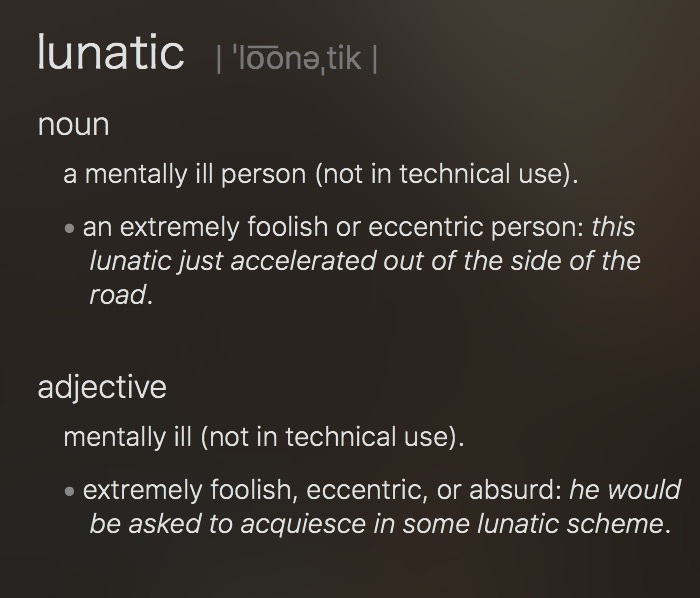 lunatic | ˈlo͞onəˌtik |
noun
a mentally ill person (not in technical use).
• an extremely foolish or eccentric person: this
lunatic just accelerated out of the side of the
road.
adjective
mentally ill (not in technical use).
• extremely foolish, eccentric, or absurd: he would
be asked to acquiesce in some lunatic scheme.